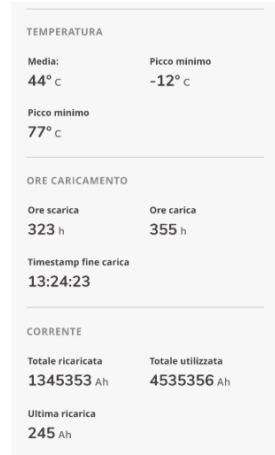 TEMPERATURA
Media: Picco minimo
44° C -12° C
Picco minimo
77° C
ORE CARICAMENTO
Ore scarica Ore carica
323 h 355 h
Timestamp fine carica
13:24:23
CORRENTE
Totale ricaricata Totale utilizzata
1345353 Ah 4535356 Ah
Ultima ricarica
245 Ah